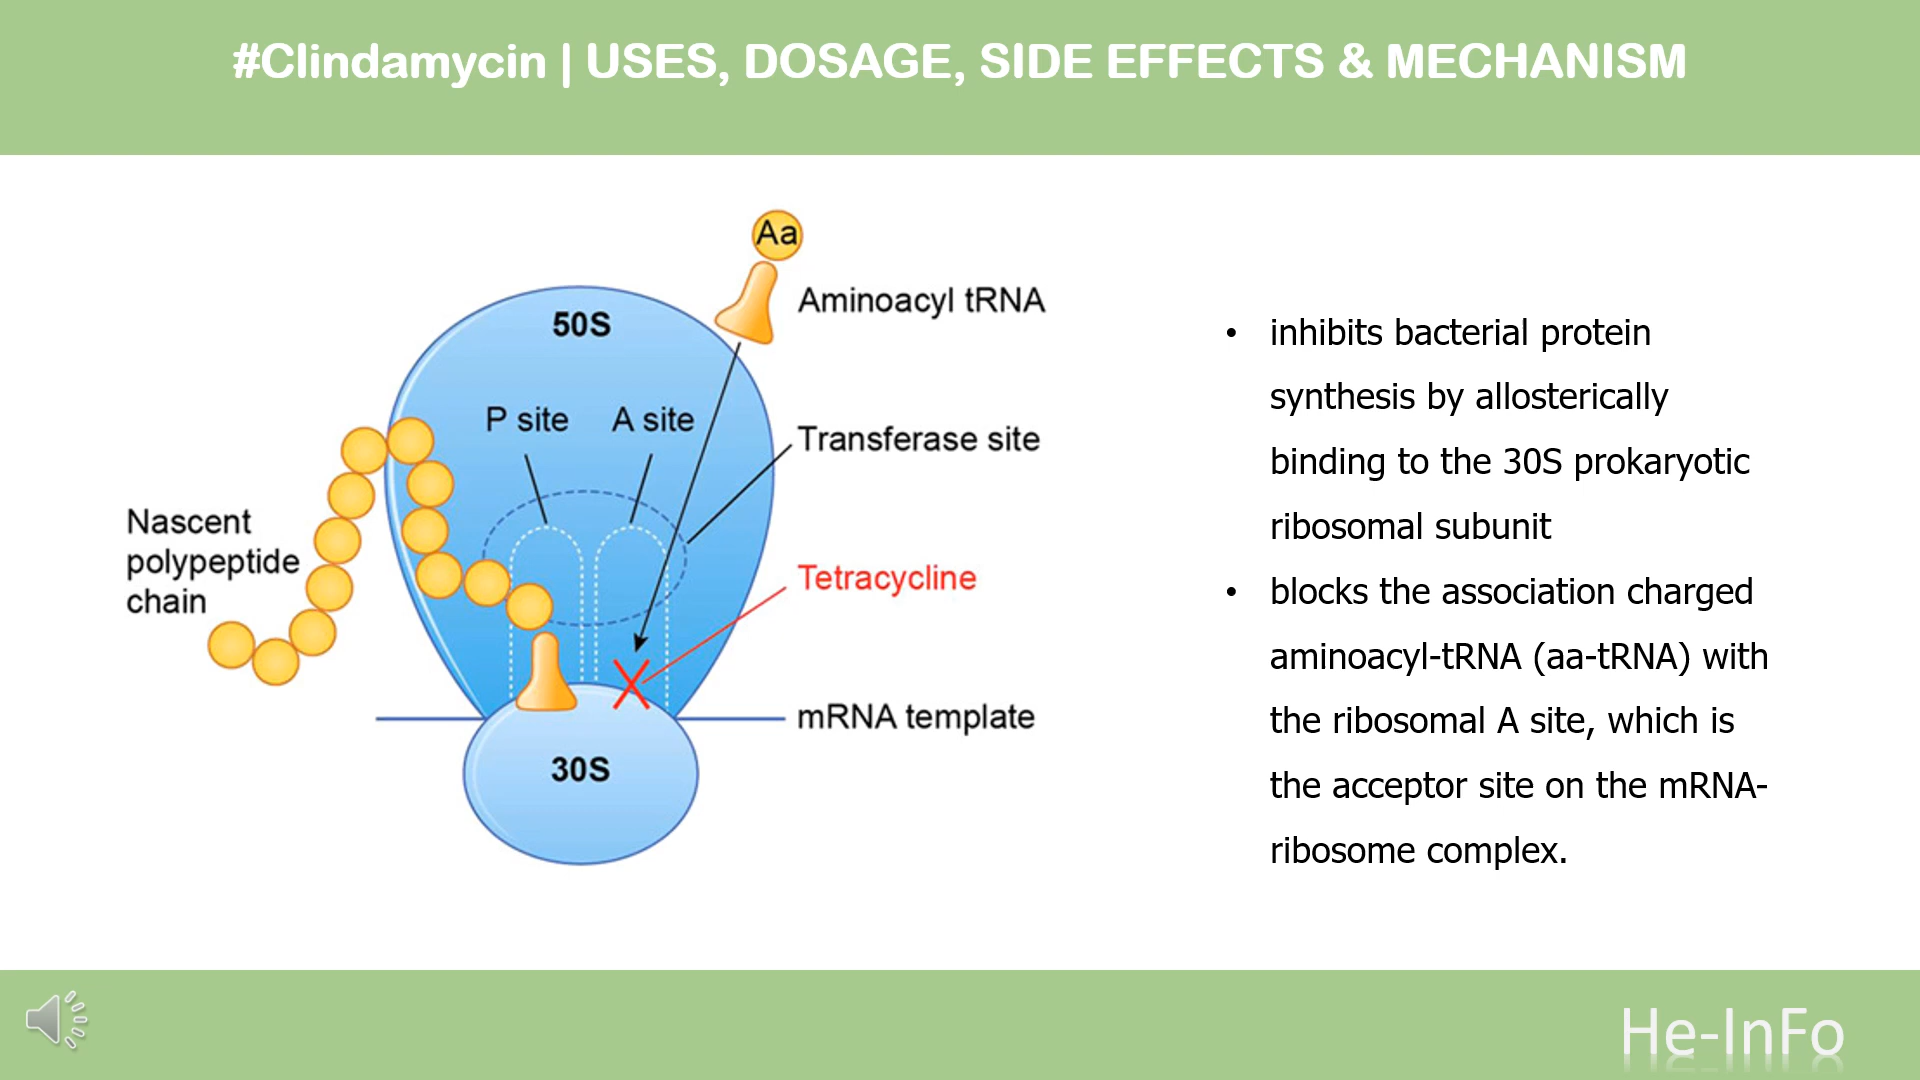 #Clindamycin | USES, DOSAGE, SIDE EFFECTS & MECHANISM
Aa
Aminoacyl tRNA
50S
P site
A site
Transferase site
Nascent
polypeptide
chain
Tetracycline
mRNA template
30S
• inhibits bacterial protein
synthesis by allosterically
binding to the 30S prokaryotic
ribosomal subunit
• blocks the association charged
aminoacyl-tRNA (aa-tRNA) with
the ribosomal A site, which is
the acceptor site on the mRNA-
ribosome complex.
He-InFo